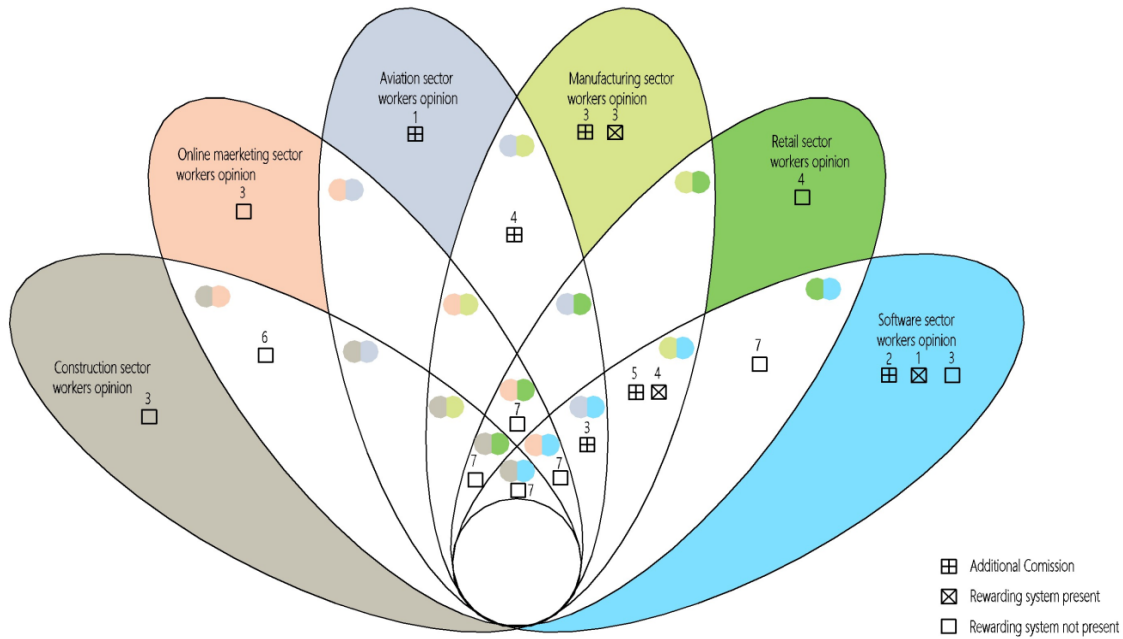 Aviation sector
workers opinion
1
Manufacturing sector
workers opinion
3 3
Online maerketing sector
workers opinion
3
Retail sector
workers opinion
4
4
Construction sector
workers opinion
3
6
Software sector
workers opinion
2 1 3
7
5 4
7
3
7
7
7
Additional Comission
Rewarding system present
Rewarding system not present